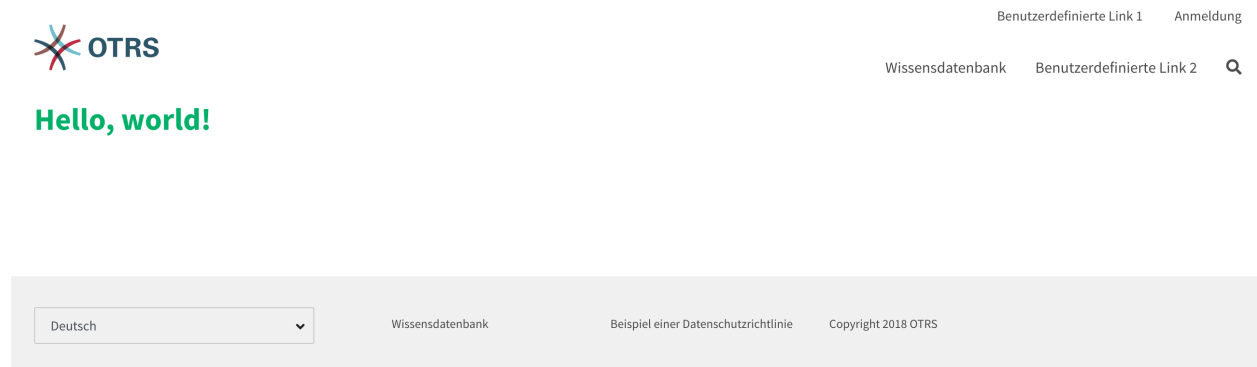 Benutzerdefinierte Link 1 Anmeldung
OTRS
Wissensdatenbank Benutzerdefinierte Link 2
Hello, world!
Deutsch Wissensdatenbank Beispiel einer Datenschutzrichtlinie Copyright 2018 OTRS